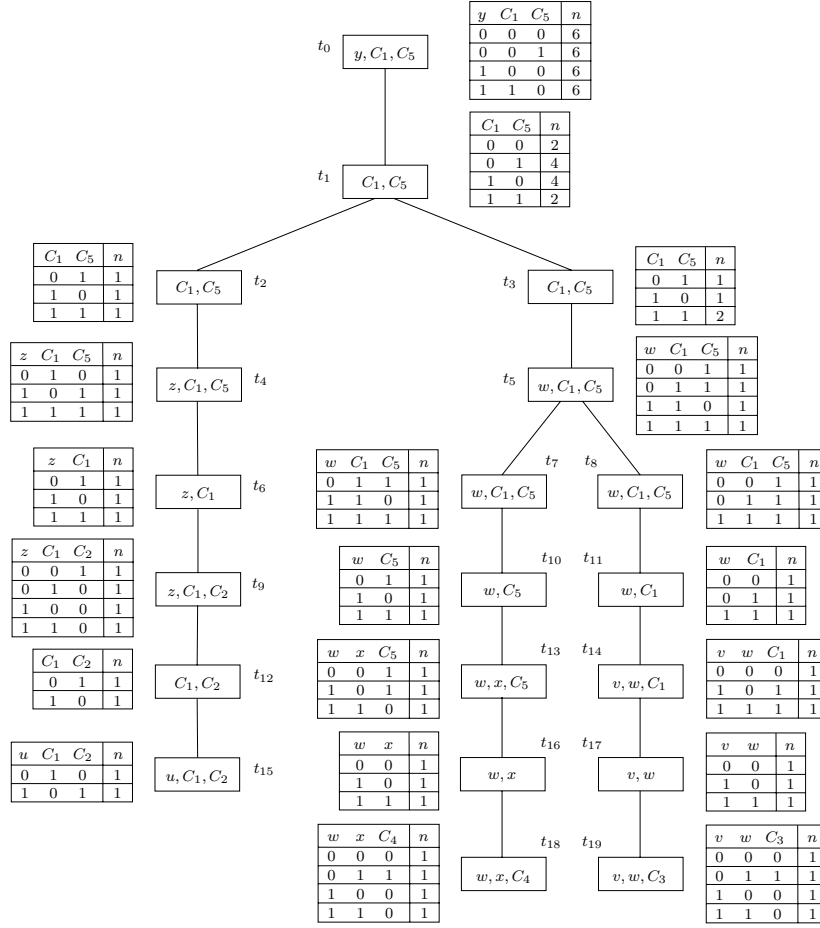 y C₁ C₅ n
0 0 0 6
0 0 1 6
1 0 0 6
1 1 0 6
t₀
y, C₁, C₅
C₁ C₅ n
0 0 2
0 1 4
1 0 4
1 1 2
t₁
C₁, C₅
C₁ C₅ n
0 1 1
1 0 1
1 1 1
C₁, C₅
t₂
t₃
C₁, C₅
C₁ C₅ n
0 1 1
1 0 1
1 1 2
z C₁ C₅ n
0 1 0 1
1 0 1 1
1 1 1 1
z, C₁, C₅
t₄
t₅
w, C₁, C₅
w C₁ C₅ n
0 0 1 1
0 1 1 1
1 1 0 1
1 1 1 1
z C₁ n
0 1 1
1 0 1
1 1 1
z, C₁
t₆
w C₁ C₅ n
0 1 1 1
1 1 0 1
1 1 1 1
t₇
w, C₁, C₅
t₈
w, C₁, C₅
w C₁ C₅ n
0 0 1 1
0 1 1 1
1 1 1 1
z C₁ C₂ n
0 0 1 1
0 1 0 1
1 0 0 1
1 1 0 1
z, C₁, C₂
t₉
w C₅ n
0 1 1
1 0 1
1 1 1
t₁₀
w, C₅
t₁₁
w, C₁
w C₁ n
0 0 1
0 1 1
1 1 1
C₁ C₂ n
0 1 1
1 0 1
C₁, C₂
t₁₂
w x C₅ n
0 0 1 1
1 0 1 1
1 1 0 1
t₁₃
w, x, C₅
t₁₄
v, w, C₁
v w C₁ n
0 0 0 1
1 0 1 1
1 1 1 1
u C₁ C₂ n
0 1 0 1
1 0 1 1
u, C₁, C₂
t₁₅
w x n
0 0 1
1 0 1
1 1 1
t₁₆
w, x
t₁₇
v, w
v w n
0 0 1
1 0 1
1 1 1
w x C₄ n
0 0 0 1
0 1 1 1
1 0 0 1
1 1 0 1
t₁₈
w, x, C₄
t₁₉
v, w, C₃
v w C₃ n
0 0 0 1
0 1 1 1
1 0 0 1
1 1 0 1